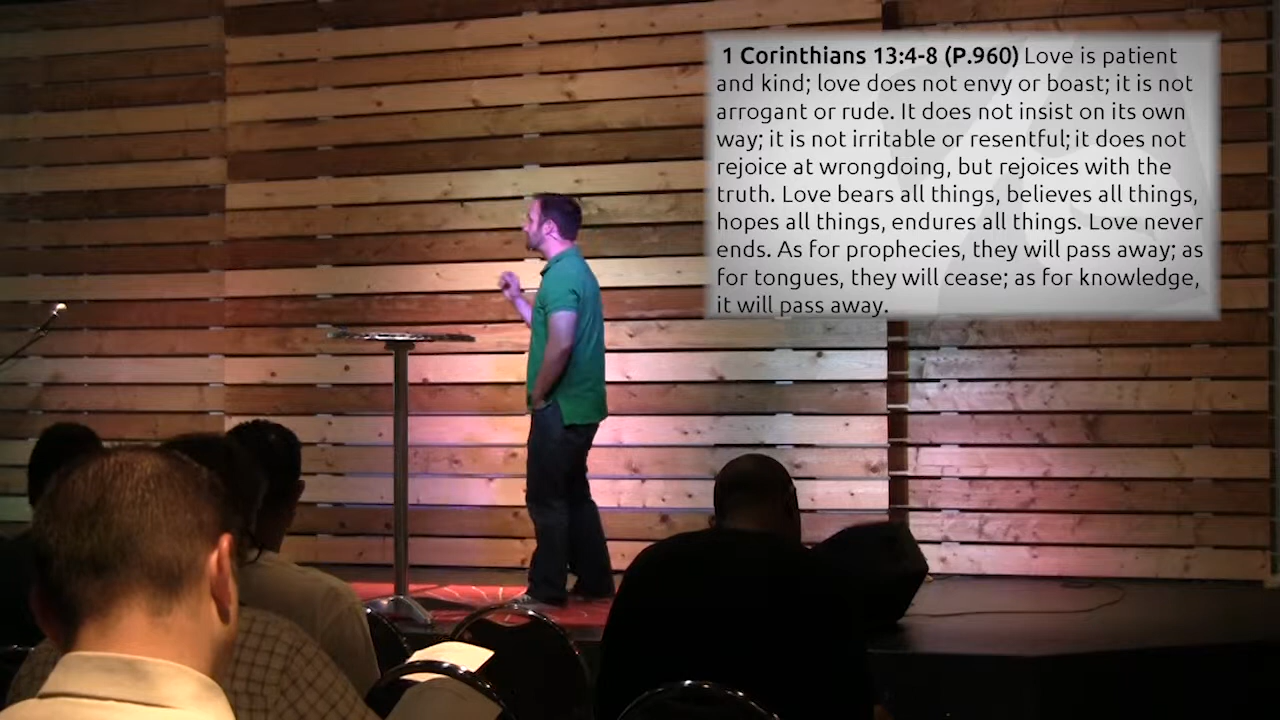 1 Corinthians 13:4-8 (P.960) Love is patient
and kind; love does not envy or boast; it is not
arrogant or rude. It does not insist on its own
way; it is not irritable or resentful; it does not
rejoice at wrongdoing, but rejoices with the
truth. Love bears all things, believes all things,
hopes all things, endures all things. Love never
ends. As for prophecies, they will pass away; as
for tongues, they will cease; as for knowledge,
it will pass away.